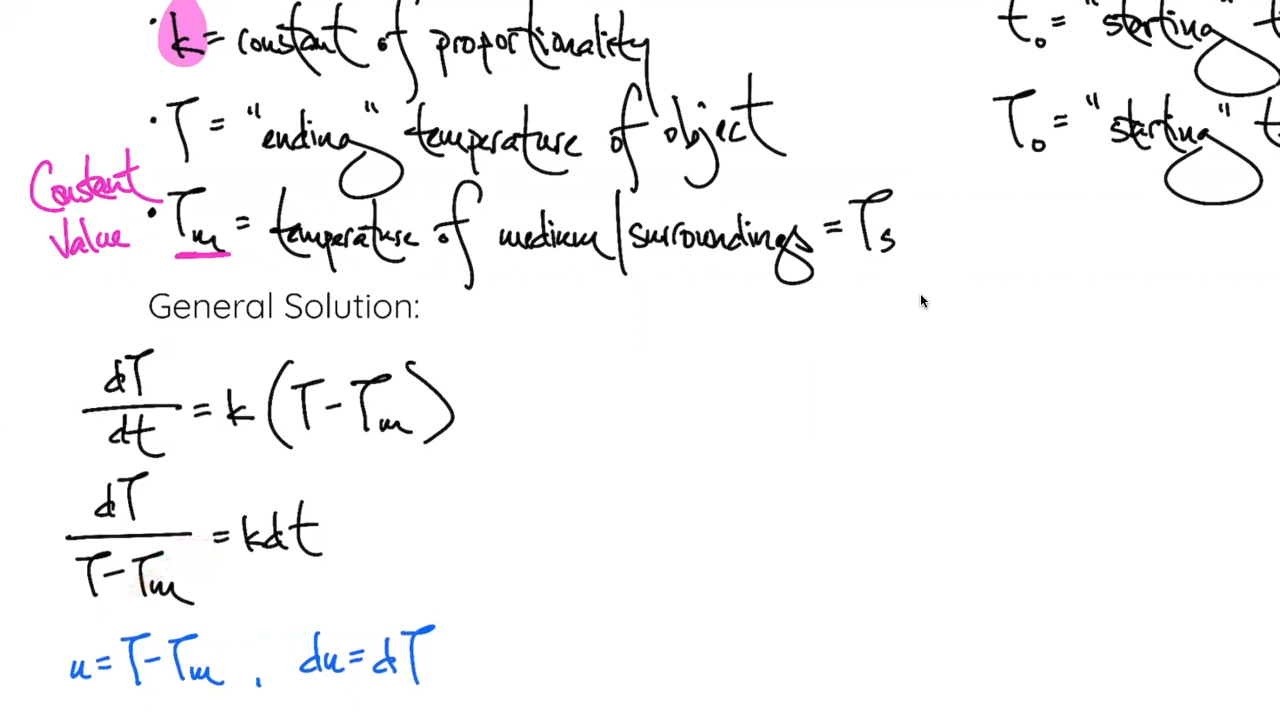 · k = constant of proportionality
t₀ = "starting" t
· T = "ending" temperature of object
T₀ = "starting" t
Constant Value
· Tm = temperature of medium/surroundings = Ts
General Solution:
dT/dt = k(T-Tm)
dT/(T-Tm) = kdt
u = T-Tm , du = dT